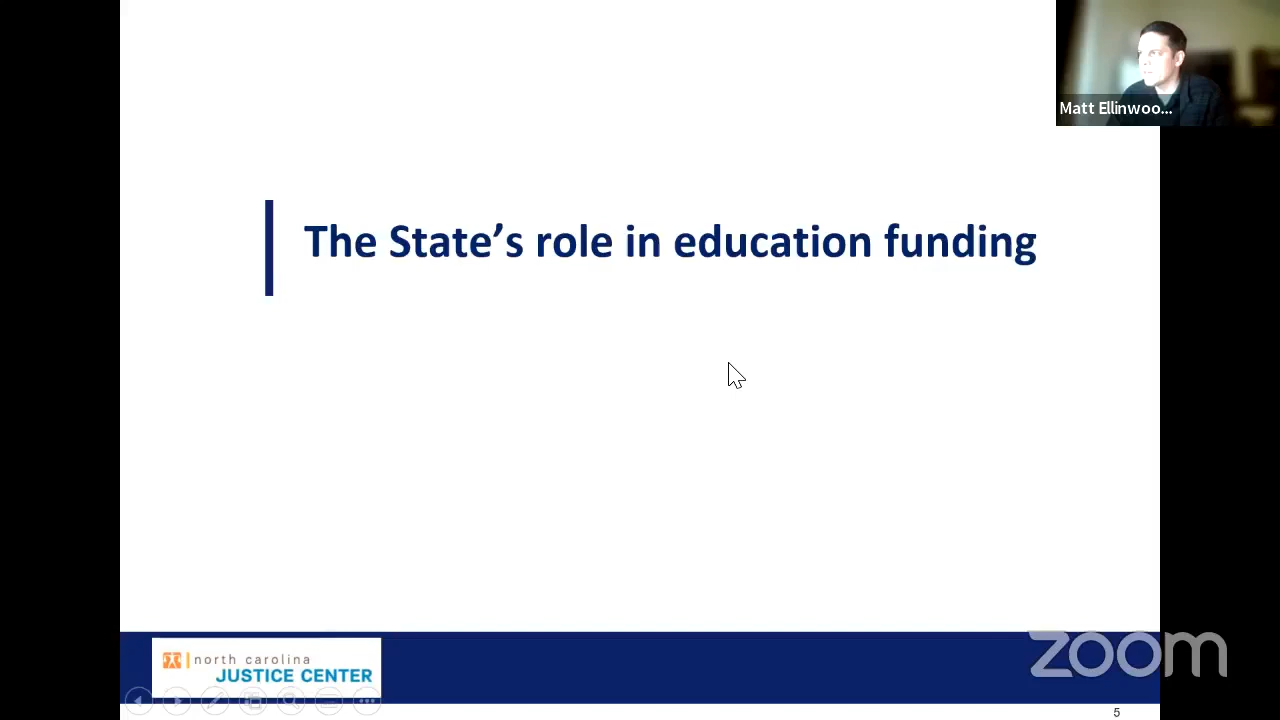 Matt Ellinwoo...
The State's role in education funding
north carolina
JUSTICE CENTER
zoom
5